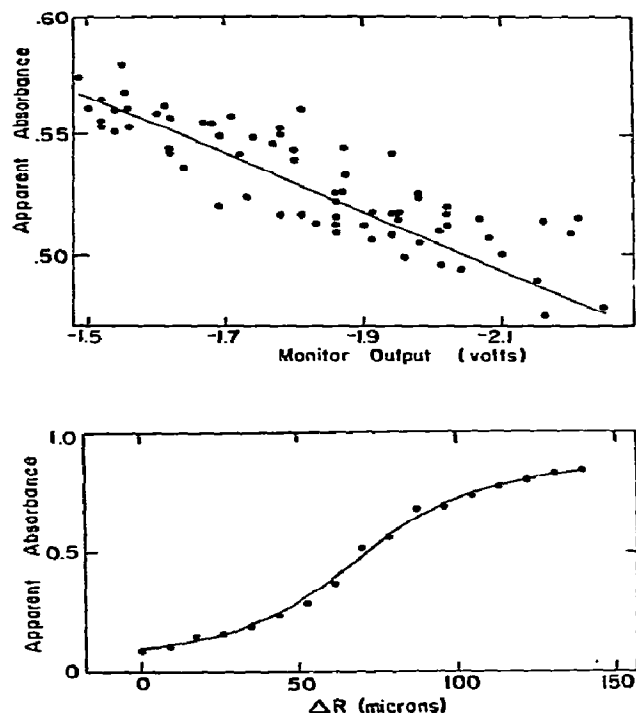 .60
.55
.50
Apparent Absorbance
-1.5 -1.7 -1.9 -2.1
Monitor Output (volts)
1.0
0.5
0
Apparent Absorbance
0 50 100 150
ΔR (microns)